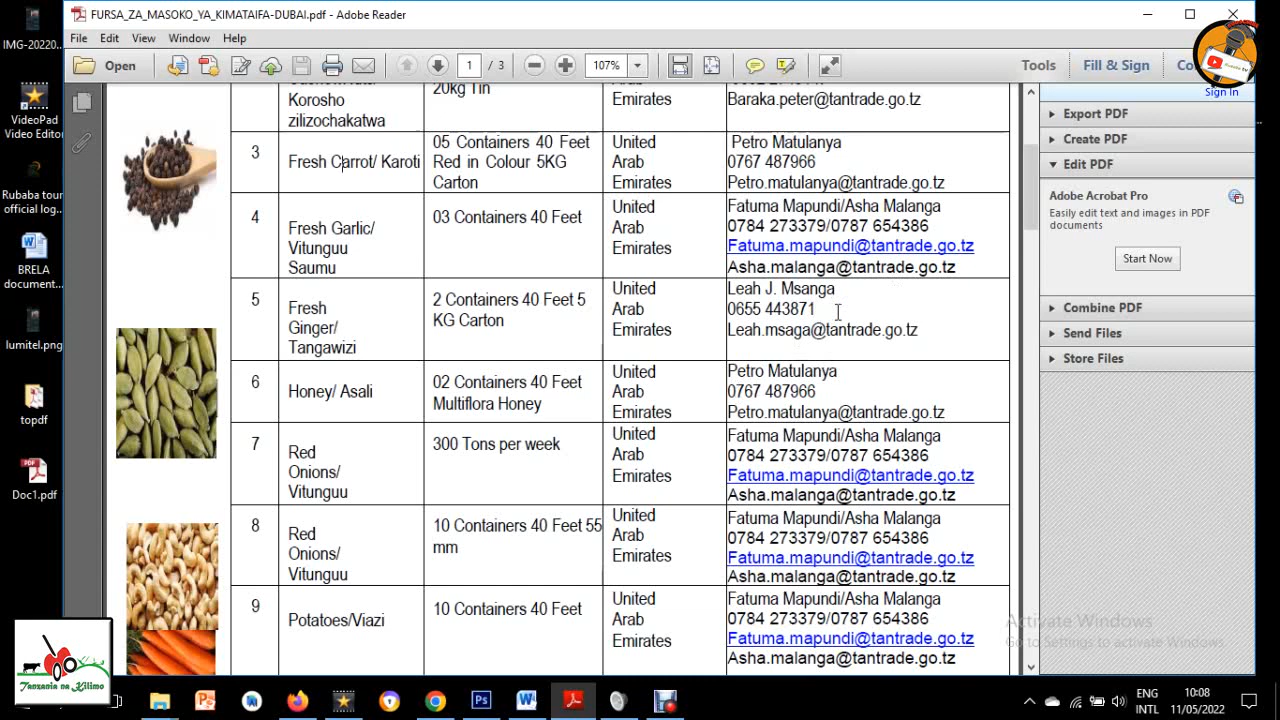 FURSA_ZA_MASOKO_YA_KIMATAIFA-DUBAI.pdf - Adobe Reader
File Edit View Window Help
Open 1 / 3 107% Tools Fill & Sign
Sign In
Export PDF
Create PDF
Edit PDF
Adobe Acrobat Pro
Easily edit text and images in PDF
documents
Start Now
Combine PDF
Send Files
Store Files
IMG-20220...
VideoPad
Video Editor
Rubaba tour
official log...
BRELA
document...
lumitel.png
topdf
Doc1.pdf
Korosho
zilizochakatwa
20kg Tin
Emirates
Baraka.peter@tantrade.go.tz
3
Fresh Carrot/ Karoti
05 Containers 40 Feet
Red in Colour 5KG
Carton
United
Arab
Emirates
Petro Matulanya
0767 487966
Petro.matulanya@tantrade.go.tz
4
Fresh Garlic/
Vitunguu
Saumu
03 Containers 40 Feet
United
Arab
Emirates
Fatuma Mapundi/Asha Malanga
0784 273379/0787 654386
Fatuma.mapundi@tantrade.go.tz
Asha.malanga@tantrade.go.tz
5
Fresh
Ginger/
Tangawizi
2 Containers 40 Feet 5
KG Carton
United
Arab
Emirates
Leah J. Msanga
0655 443871
Leah.msaga@tantrade.go.tz
6
Honey/ Asali
02 Containers 40 Feet
Multiflora Honey
United
Arab
Emirates
Petro Matulanya
0767 487966
Petro.matulanya@tantrade.go.tz
7
Red
Onions/
Vitunguu
300 Tons per week
United
Arab
Emirates
Fatuma Mapundi/Asha Malanga
0784 273379/0787 654386
Fatuma.mapundi@tantrade.go.tz
Asha.malanga@tantrade.go.tz
8
Red
Onions/
Vitunguu
10 Containers 40 Feet 55
mm
United
Arab
Emirates
Fatuma Mapundi/Asha Malanga
0784 273379/0787 654386
Fatuma.mapundi@tantrade.go.tz
Asha.malanga@tantrade.go.tz
9
Potatoes/Viazi
10 Containers 40 Feet
United
Arab
Emirates
Fatuma Mapundi/Asha Malanga
0784 273379/0787 654386
Fatuma.mapundi@tantrade.go.tz
Asha.malanga@tantrade.go.tz
Activate Windows
Go to Settings to activate Windows.
Tanzania na Kilimo
ENG
INTL
10:08
11/05/2022